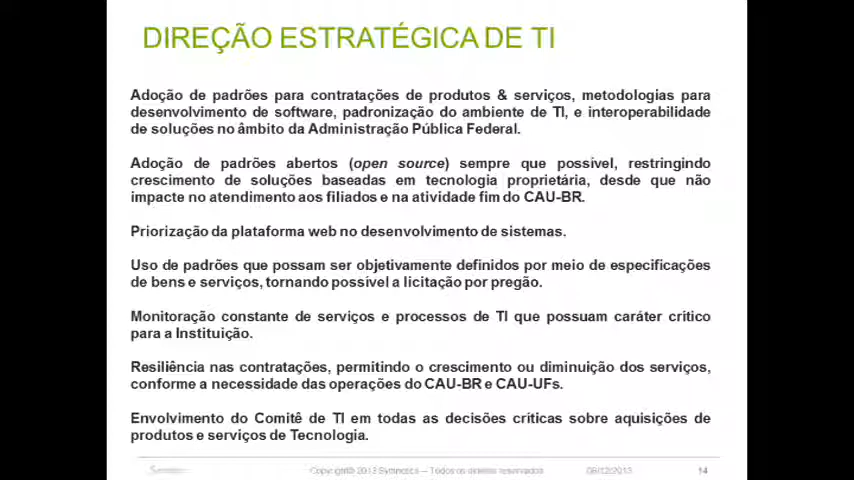 DIREÇÃO ESTRATÉGICA DE TI
Adoção de padrões para contratações de produtos & serviços, metodologias para
desenvolvimento de software, padronização do ambiente de TI, e interoperabilidade
de soluções no âmbito da Administração Pública Federal.
Adoção de padrões abertos (open source) sempre que possível, restringindo
crescimento de soluções baseadas em tecnologia proprietária, desde que não
impacte no atendimento aos filiados e na atividade fim do CAU-BR.
Priorização da plataforma web no desenvolvimento de sistemas.
Uso de padrões que possam ser objetivamente definidos por meio de especificações
de bens e serviços, tornando possível a licitação por pregão.
Monitoração constante de serviços e processos de TI que possuam caráter crítico
para a Instituição.
Resiliência nas contratações, permitindo o crescimento ou diminuição dos serviços,
conforme a necessidade das operações do CAU-BR e CAU-UFs.
Envolvimento do Comitê de TI em todas as decisões críticas sobre aquisições de
produtos e serviços de Tecnologia.
Copyright© 2013 – Todos os direitos reservados
14